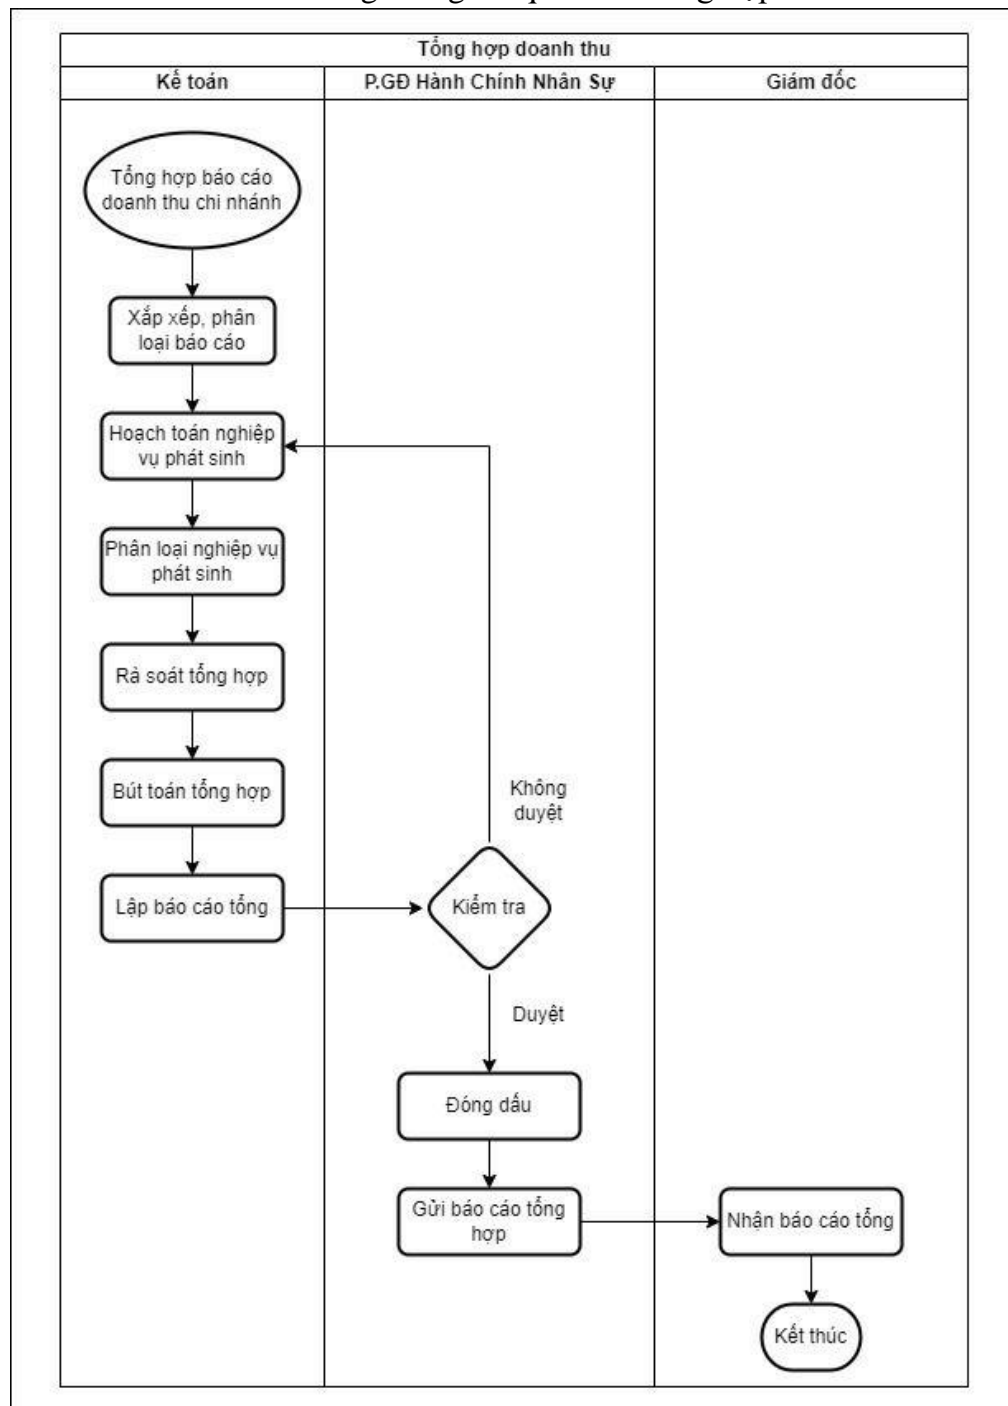 Tổng hợp doanh thu
Kế toán
P.GĐ Hành Chính Nhân Sự
Giám đốc
Tổng hợp báo cáo
doanh thu chi nhánh
Xắp xếp, phân
loại báo cáo
Hoạch toán nghiệp
vụ phát sinh
Phân loại nghiệp vụ
phát sinh
Rà soát tổng hợp
Bút toán tổng hợp
Không
duyệt
Lập báo cáo tổng
Kiểm tra
Duyệt
Đóng dấu
Gửi báo cáo tổng
hợp
Nhận báo cáo tổng
Kết thúc